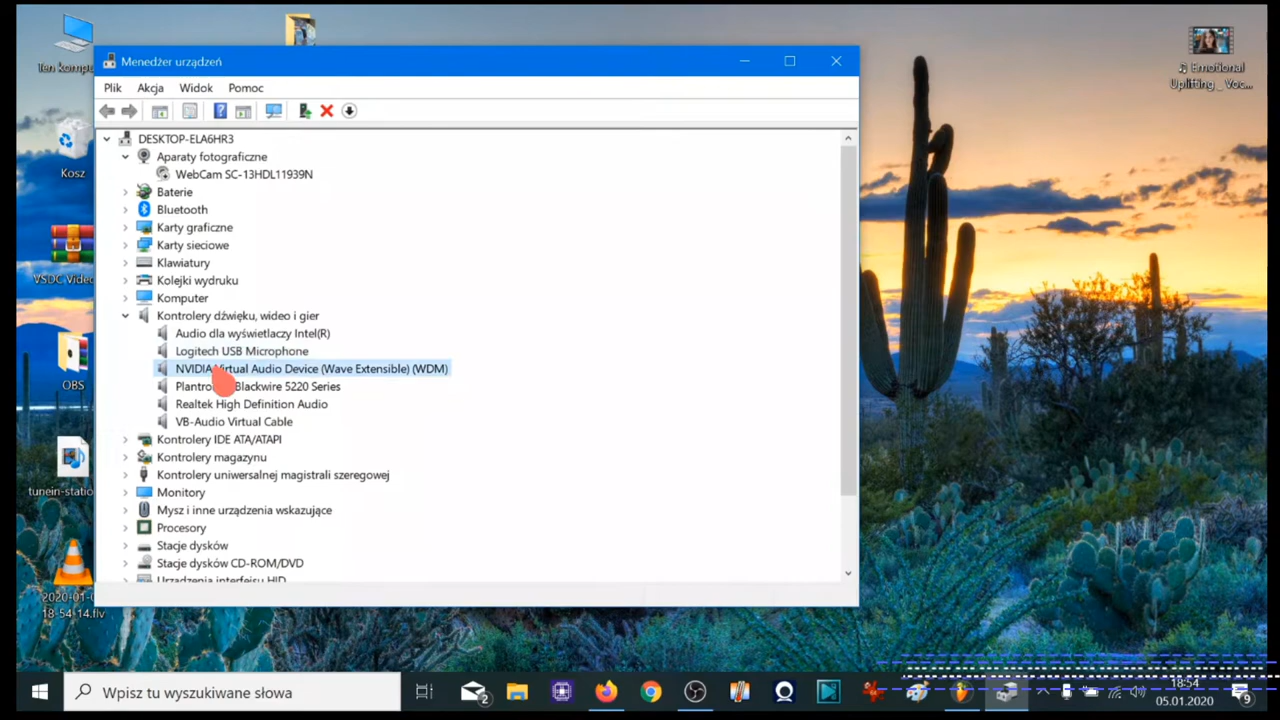 Ten kompu
Kosz
VSDC Video
OBS
tunein-statio
2020-01-0
18-54-14.flv
Menedżer urządzeń
Plik Akcja Widok Pomoc
DESKTOP-ELA6HR3
Aparaty fotograficzne
WebCam SC-13HDL11939N
Baterie
Bluetooth
Karty graficzne
Karty sieciowe
Klawiatury
Kolejki wydruku
Komputer
Kontrolery dźwięku, wideo i gier
Audio dla wyświetlaczy Intel(R)
Logitech USB Microphone
NVIDIA Virtual Audio Device (Wave Extensible) (WDM)
Plantro Blackwire 5220 Series
Realtek High Definition Audio
VB-Audio Virtual Cable
Kontrolery IDE ATA/ATAPI
Kontrolery magazynu
Kontrolery uniwersalnej magistrali szeregowej
Monitory
Mysz i inne urządzenia wskazujące
Procesory
Stacje dysków
Stacje dysków CD-ROM/DVD
Urządzenia interfejsu HID
♫ Emotional
Uplifting _ Voc...
Wpisz tu wyszukiwane słowa
2
18:54
05.01.2020
9